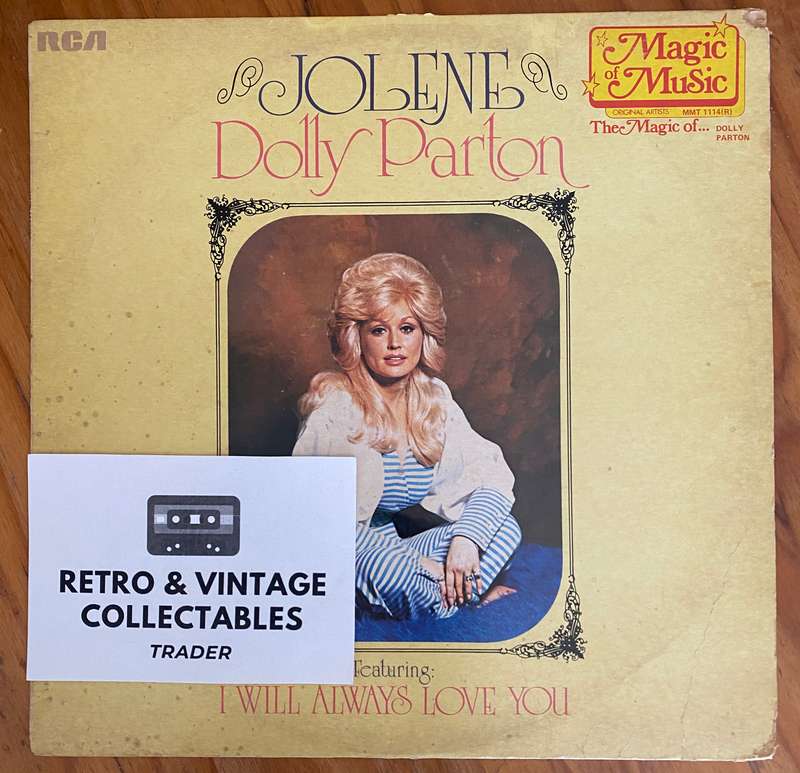 RCA
JOLENE
Dolly Parton
Magic
of
Music
ORIGINAL ARTISTS MMT 1114(R)
The Magic of... DOLLY
PARTON
RETRO & VINTAGE
COLLECTABLES
TRADER
Featuring:
I WILL ALWAYS LOVE YOU